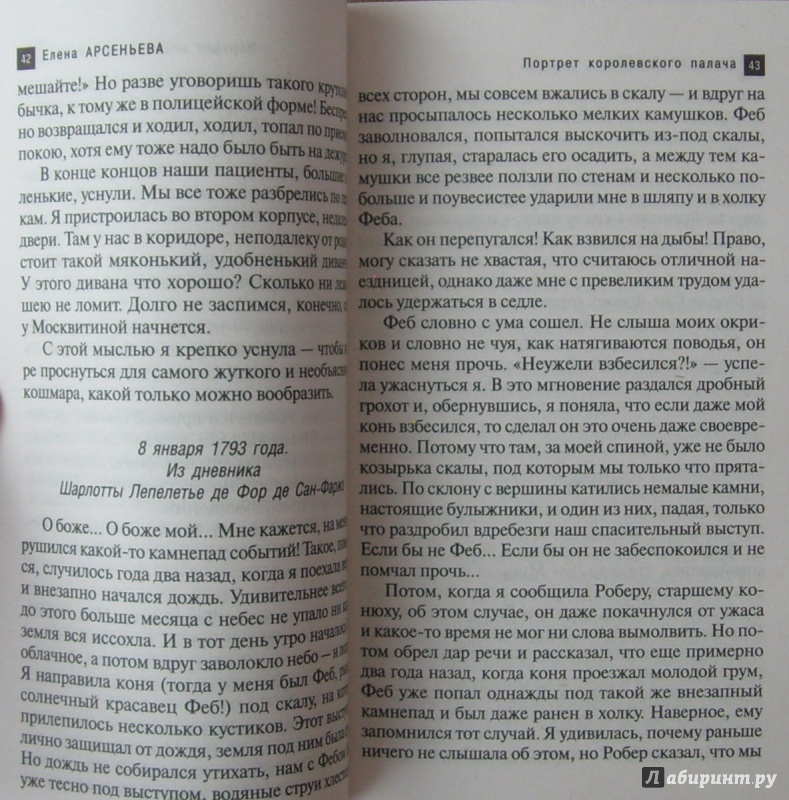 42 Елена АРСЕНЬЕВА
мешайте!» Но разве уговоришь такого
бычка, к тому же в полицейской форме!
но возвращался и ходил, ходил, топал по
покою, хотя ему тоже надо было быть на
В конце концов наши пациенты, большие
ленькие, уснули. Мы все тоже разбрелись по
кам. Я пристроилась во втором корпусе,
двери. Там у нас в коридоре, неподалеку от
стоит такой мяконький, удобненький
У этого дивана что хорошо? Сколько ни
шею не ломит. Долго не заспимся, конечно,
у Москвитиной начнется.
С этой мыслью я крепко уснула — чтобы
ре проснуться для самого жуткого и
кошмара, какой только можно вообразить.
8 января 1793 года.
Из дневника
Шарлотты Лепелетье де Фор де Сан-Фаржо
О боже... О боже мой... Мне кажется, на
рушился какой-то камнепад событий! Такое,
ся, случилось года два назад, когда я поехала
и внезапно начался дождь. Удивительнее
до этого больше месяца с небес не упало ни
земля вся иссохла. И в тот день утро
облачное, а потом вдруг заволокло небо — и
Я направила коня (тогда у меня был Феб,
солнечный красавец Феб!) под скалу, на
прилепилось несколько кустиков. Этот
лично защищал от дождя, земля под ним
Но дождь не собирался утихать, нам с Фебом
уже тесно под выступом, водяные струи
Портрет королевского палача 43
всех сторон, мы совсем вжались в скалу — и вдруг на
нас просыпалось несколько мелких камушков. Феб
заволновался, попытался выскочить из-под скалы,
но я, глупая, старалась его осадить, а между тем ка-
мушки все резвее ползли по стенам и несколько по-
больше и поувесистее ударили мне в шляпу и в холку
Феба.
Как он перепугался! Как взвился на дыбы! Право,
могу сказать не хвастая, что считаюсь отличной на-
ездницей, однако даже мне с превеликим трудом уда-
лось удержаться в седле.
Феб словно с ума сошел. Не слыша моих окри-
ков и словно не чуя, как натягиваются поводья, он
понес меня прочь. «Неужели взбесился?!» — успе-
ла ужаснуться я. В это мгновение раздался дробный
грохот и, обернувшись, я поняла, что если даже мой
конь взбесился, то сделал он это очень даже своевре-
менно. Потому что там, за моей спиной, уже не было
козырька скалы, под которым мы только что прята-
лись. По склону с вершины катились немалые камни,
настоящие булыжники, и один из них, падая, только
что раздробил вдребезги наш спасительный выступ.
Если бы не Феб... Если бы он не забеспокоился и не
помчал прочь...
Потом, когда я сообщила Роберу, старшему ко-
нюху, об этом случае, он даже покачнулся от ужаса
и какое-то время не мог ни слова вымолвить. Но по-
том обрел дар речи и рассказал, что еще примерно
два года назад, когда коня проезжал молодой грум,
Феб уже попал однажды под такой же внезапный
камнепад и был даже ранен в холку. Наверное, ему
запомнился тот случай. Я удивилась, почему раньше
ничего не слышала об этом, но Робер сказал, что мы
Лабиринт.ру